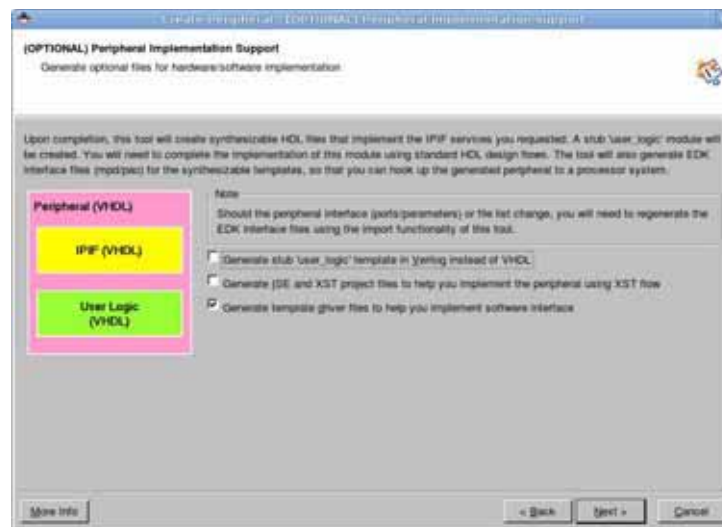 Create Peripheral - (OPTIONAL) Peripheral Implementation Support
(OPTIONAL) Peripheral Implementation Support
Generate optional files for hardware/software implementation
Upon completion, this tool will create synthesizable HDL files that implement the IPIF services you requested. A stub 'user_logic' module will
be created. You will need to complete the implementation of this module using standard HDL design flows. The tool will also generate EDK
interface files (mpd/pao) for the synthesizable templates, so that you can hook up the generated peripheral to a processor system.
Peripheral (VHDL)
IPIF (VHDL)
User Logic
(VHDL)
Note
Should the peripheral interface (ports/parameters) or file list change, you will need to regenerate the
EDK interface files using the import functionality of this tool.
Generate stub 'user_logic' template in Verilog instead of VHDL
Generate ISE and XST project files to help you implement the peripheral using XST flow
Generate template driver files to help you implement software interface
More Info
< Back
Next >
Cancel